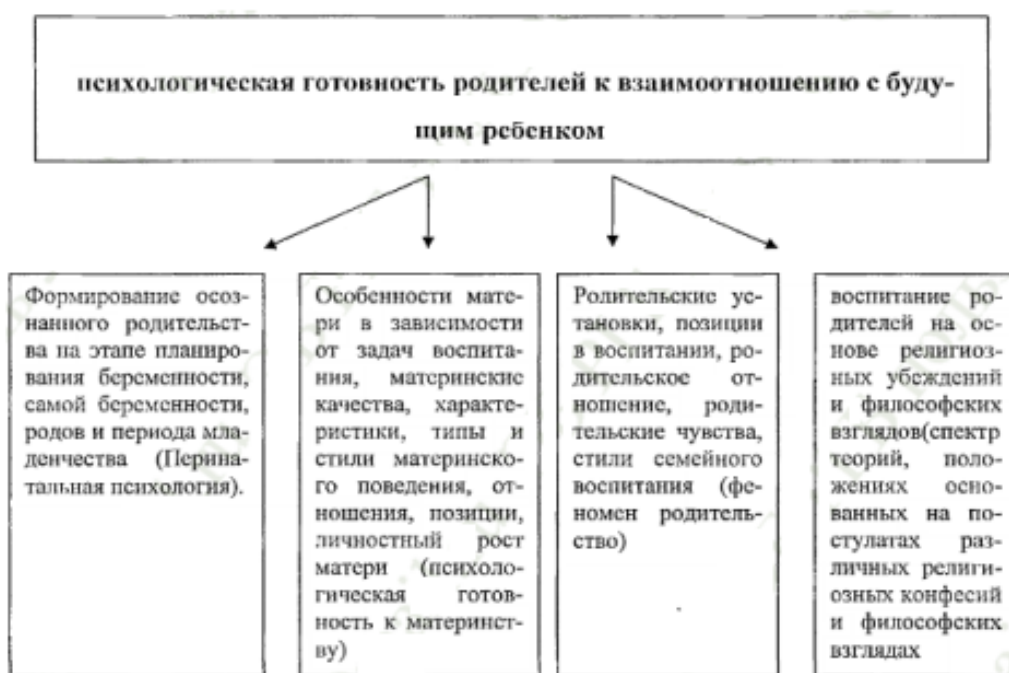 психологическая готовность родителей к взаимоотношению с буду-
щим ребенком
Формирование осоз-
нанного родительст-
ва на этапе планиро-
вания беременности,
самой беременности,
родов и периода мла-
денчества (Перина-
тальная психология).
Особенности мате-
ри в зависимости
от задач воспита-
ния, материнские
качества, характе-
ристики, типы и
стили материнско-
го поведения, от-
ношения, позиции,
личностный рост
матери (психоло-
гическая готов-
ность к материнст-
ву)
Родительские ус-
тановки, позиции
в воспитании, ро-
дительское от-
ношение, роди-
тельские чувства,
стили семейного
воспитания (фе-
номен родитель-
ство)
воспитание ро-
дителей на ос-
нове религиоз-
ных убеждений
и философских
взглядов(спектр
теорий, поло-
жениях осно-
ванных на по-
стулатах раз-
личных религи-
озных конфесий
и философских
взглядах